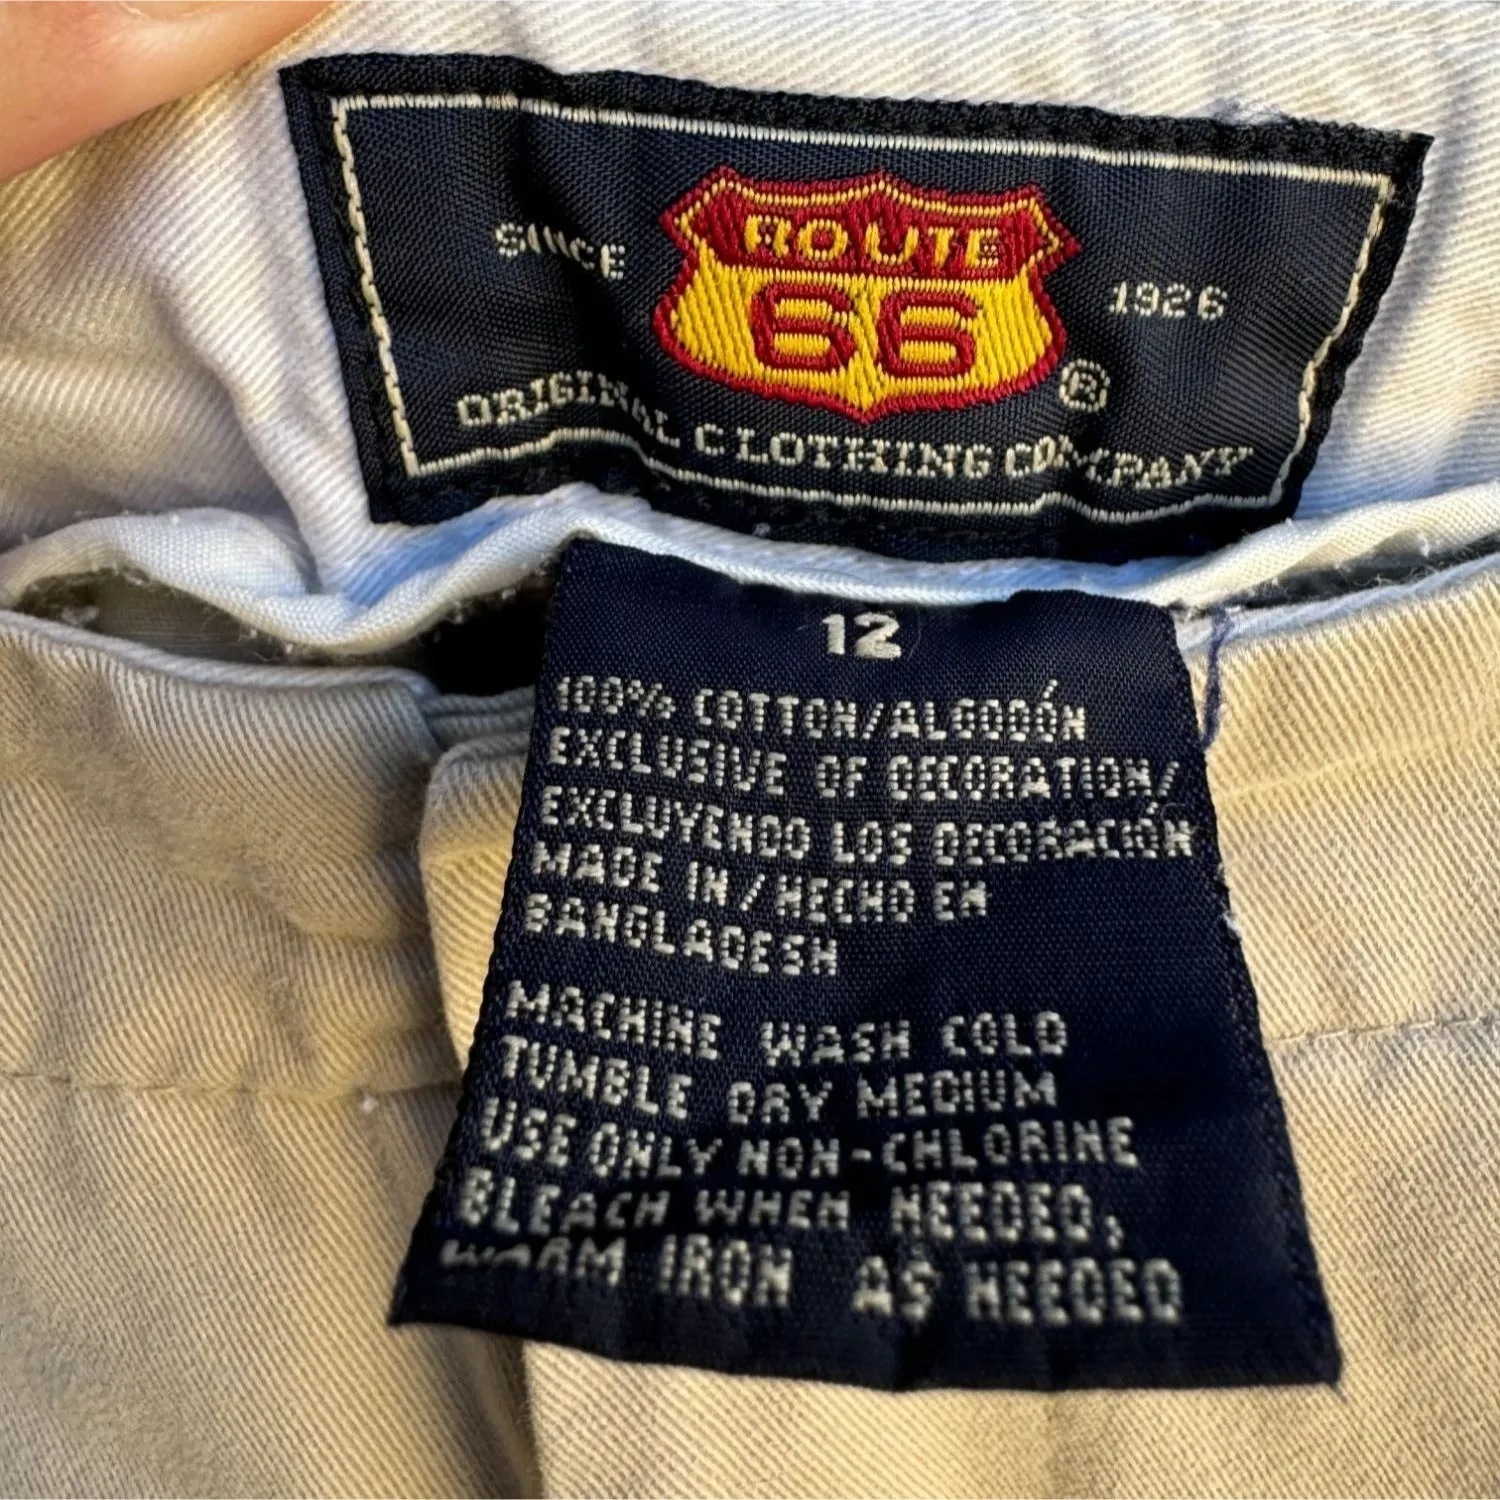 ROUTE
66
SINCE 1926
®
ORIGINAL CLOTHING COMPANY
12
100% COTTON/ALGODÓN
EXCLUSIVE OF DECORATION/
EXCLUYENDO LOS DECORACIÓN
MADE IN/HECHO EN
BANGLADESH
MACHINE WASH COLD
TUMBLE DRY MEDIUM
USE ONLY NON-CHLORINE
BLEACH WHEN NEEDED,
WARM IRON AS NEEDED